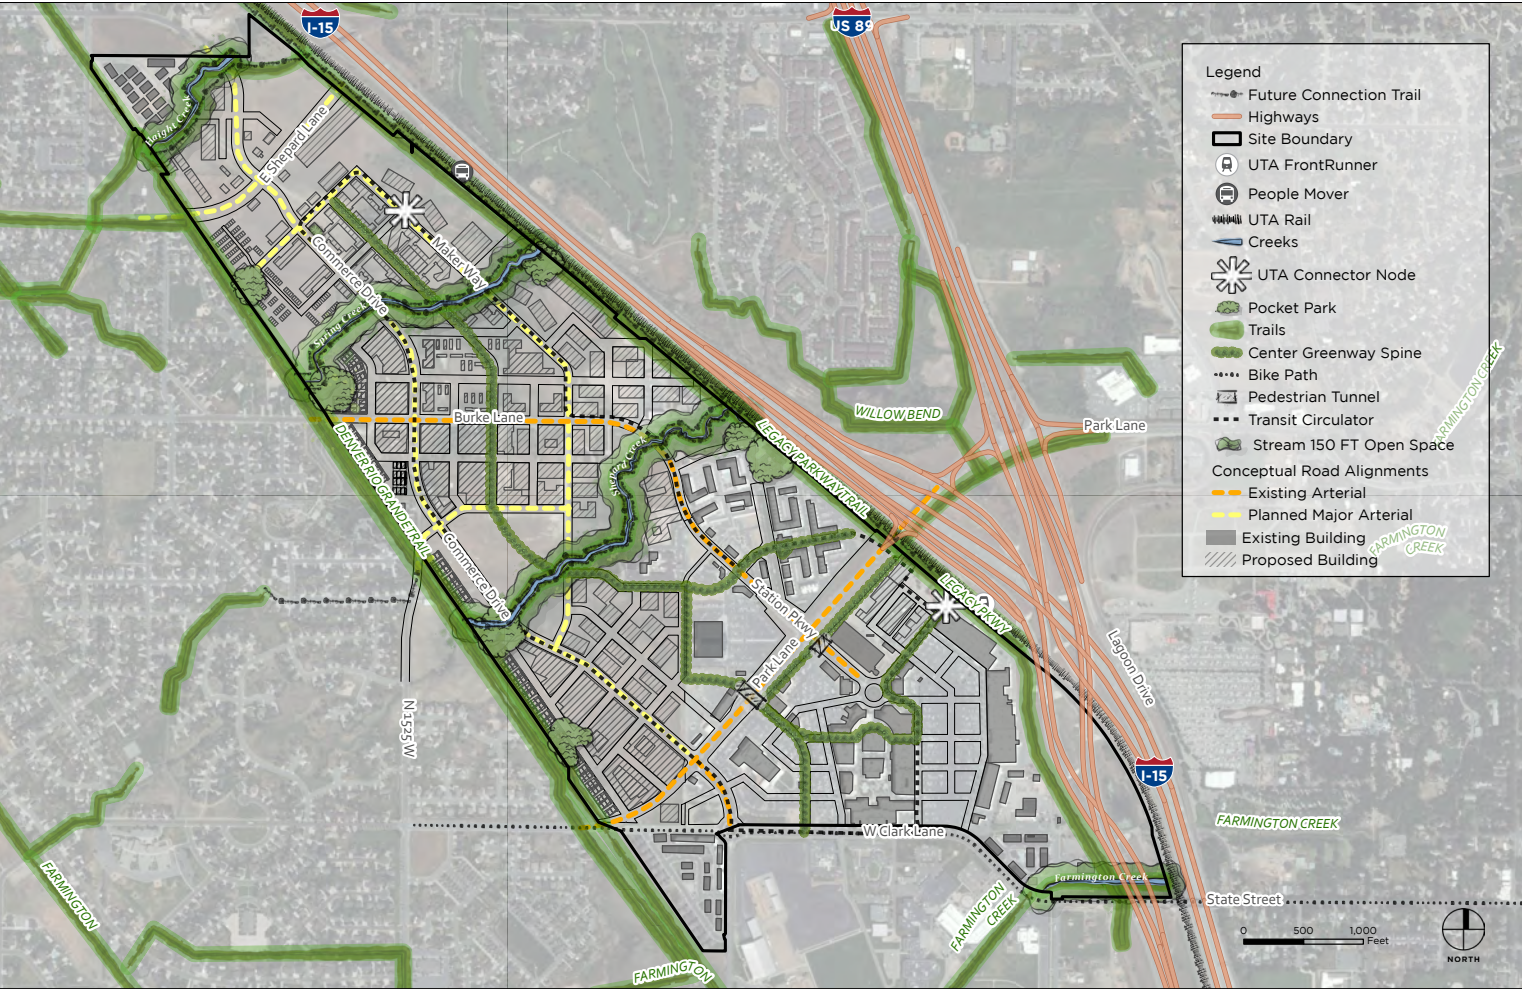 I-15
US 89
Legend
Future Connection Trail
Highways
Site Boundary
UTA FrontRunner
People Mover
UTA Rail
Creeks
UTA Connector Node
Pocket Park
Trails
Center Greenway Spine
Bike Path
Pedestrian Tunnel
Transit Circulator
Stream 150 FT Open Space
Conceptual Road Alignments
Existing Arterial
Planned Major Arterial
Existing Building
Proposed Building
Haight Creek
E Shepard Lane
Commerce Drive
Maker Way
Spring Creek
Burke Lane
Shepard Creek
DENVER RIO GRANDE TRAIL
LEGACY PARKWAY TRAIL
WILLOW BEND
Park Lane
FARMINGTON CREEK
FARMINGTON
CREEK
Commerce Drive
Station Pkwy
Park Lane
LEGACY PKWY
Lagoon Drive
N 1525 W
I-15
FARMINGTON CREEK
W Clark Lane
Farmington Creek
State Street
FARMINGTON
CREEK
FARMINGTON
FARMINGTON
0 500 1,000
Feet
NORTH